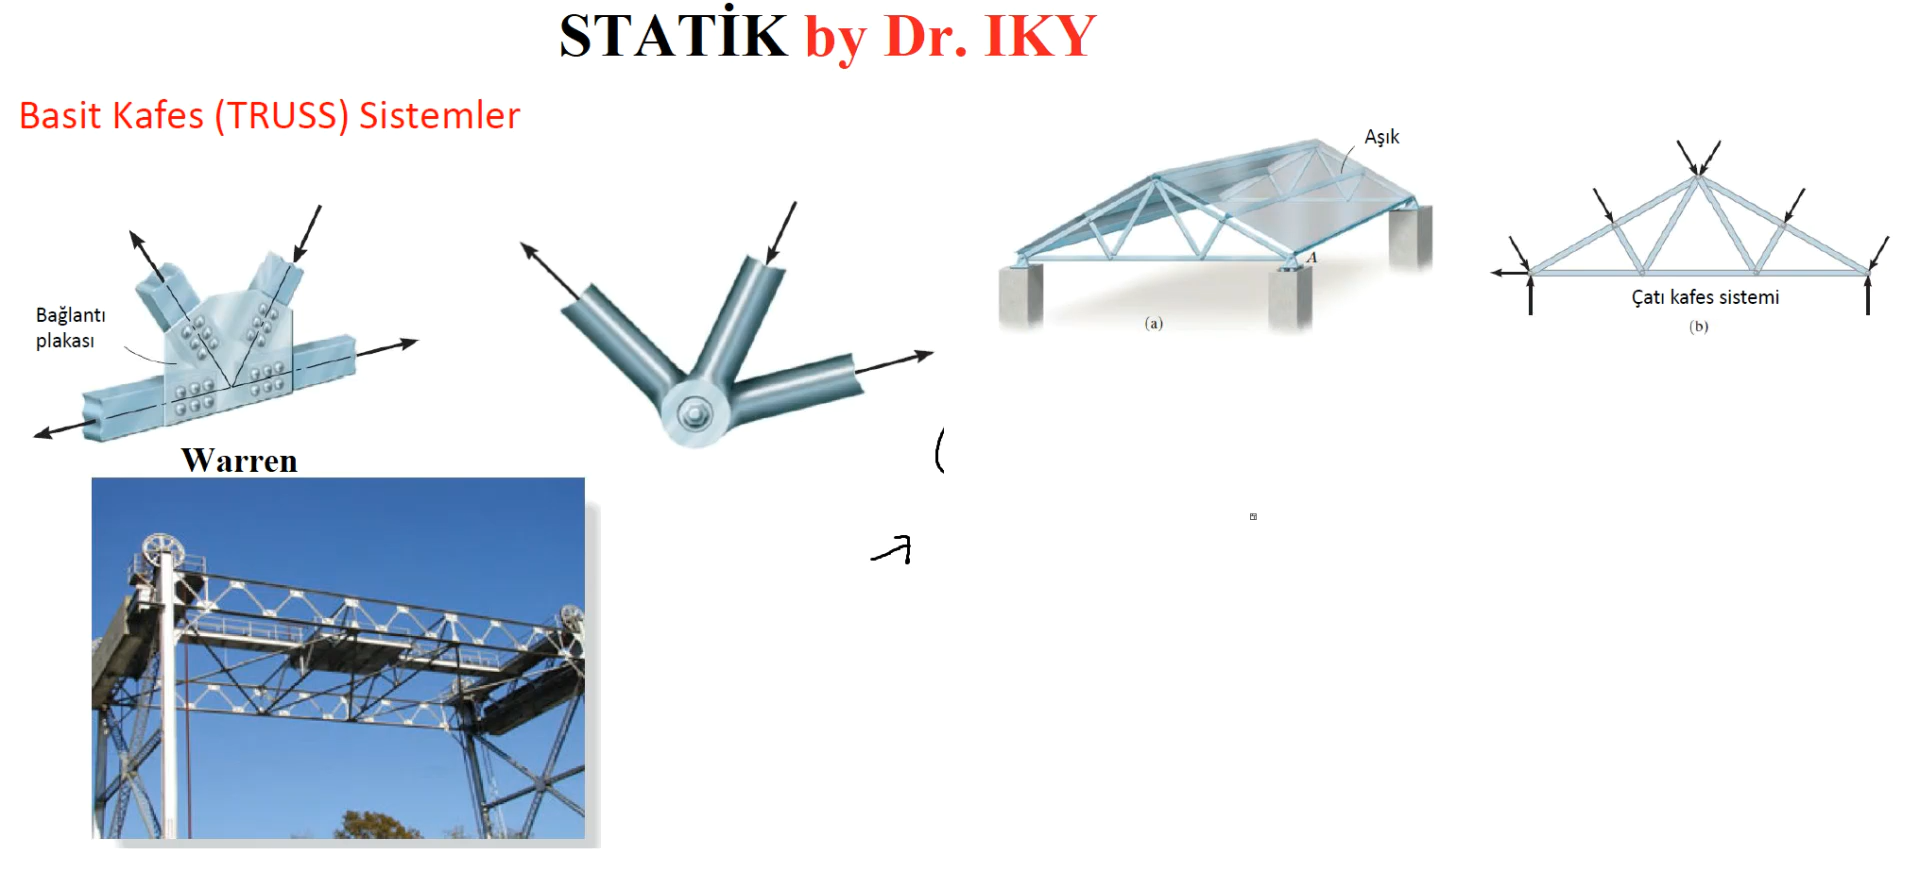 STATİK by Dr. IKY
Basit Kafes (TRUSS) Sistemler
Aşık
Bağlantı
plakası
A
(a)
Çatı kafes sistemi
(b)
Warren